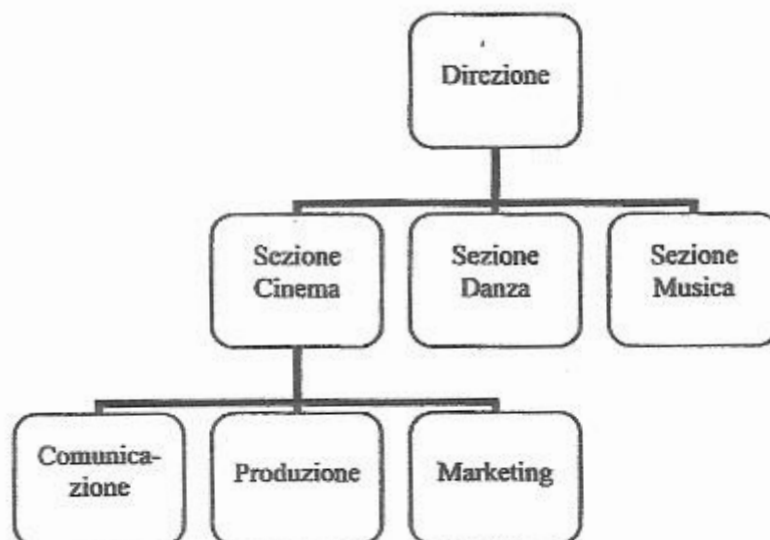 Direzione
Sezione
Cinema
Sezione
Danza
Sezione
Musica
Comunica-
zione
Produzione
Marketing